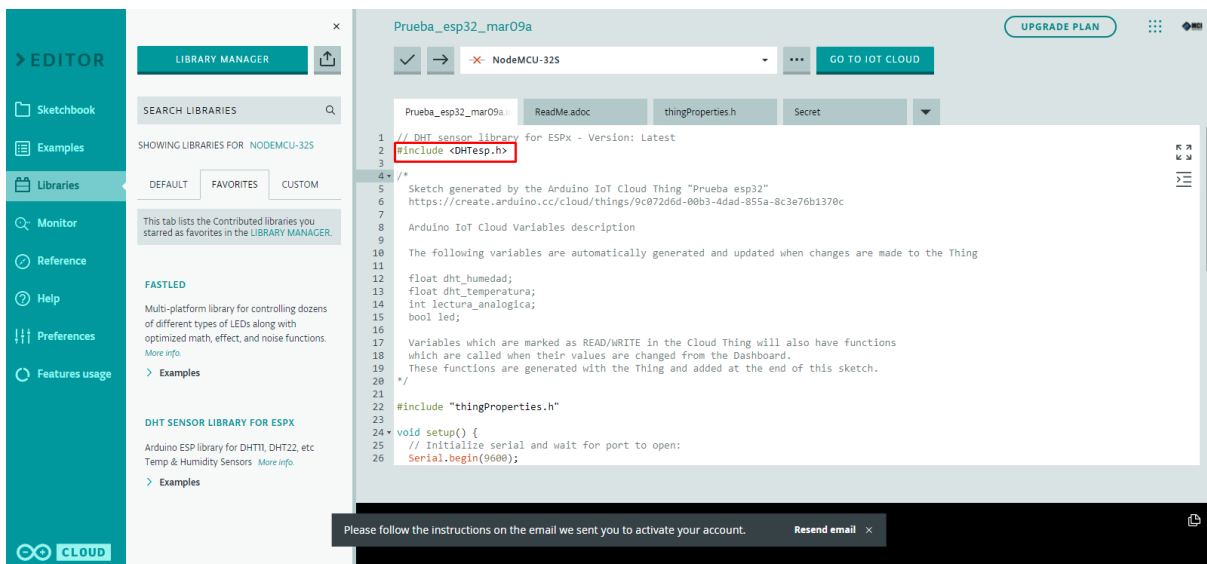 >EDITOR
Sketchbook
Examples
Libraries
Monitor
Reference
Help
Preferences
Features usage
CLOUD
×
LIBRARY MANAGER
SEARCH LIBRARIES
SHOWING LIBRARIES FOR NODEMCU-32S
DEFAULT FAVORITES CUSTOM
This tab lists the Contributed libraries you
starred as favorites in the LIBRARY MANAGER.
FASTLED
Multi-platform library for controlling dozens
of different types of LEDs along with
optimized math, effect, and noise functions.
More info.
> Examples
DHT SENSOR LIBRARY FOR ESPX
Arduino ESP library for DHT11, DHT22, etc
Temp & Humidity Sensors More info.
> Examples
Prueba_esp32_mar09a
UPGRADE PLAN
MCI
NodeMCU-32S
GO TO IOT CLOUD
Prueba_esp32_mar09a.i ReadMe.adoc thingProperties.h Secret
1 // DHT sensor library for ESPx - Version: Latest
2 #include <DHTesp.h>
3
4 /*
5 Sketch generated by the Arduino IoT Cloud Thing "Prueba esp32"
6 https://create.arduino.cc/cloud/things/9c072d6d-00b3-4dad-855a-8c3e76b1370c
7
8 Arduino IoT Cloud Variables description
9
10 The following variables are automatically generated and updated when changes are made to the Thing
11
12 float dht_humedad;
13 float dht_temperatura;
14 int lectura_analogica;
15 bool led;
16
17 Variables which are marked as READ/WRITE in the Cloud Thing will also have functions
18 which are called when their values are changed from the Dashboard.
19 These functions are generated with the Thing and added at the end of this sketch.
20 */
21
22 #include "thingProperties.h"
23
24 void setup() {
25 // Initialize serial and wait for port to open:
26 Serial.begin(9600);
Please follow the instructions on the email we sent you to activate your account. Resend email ×